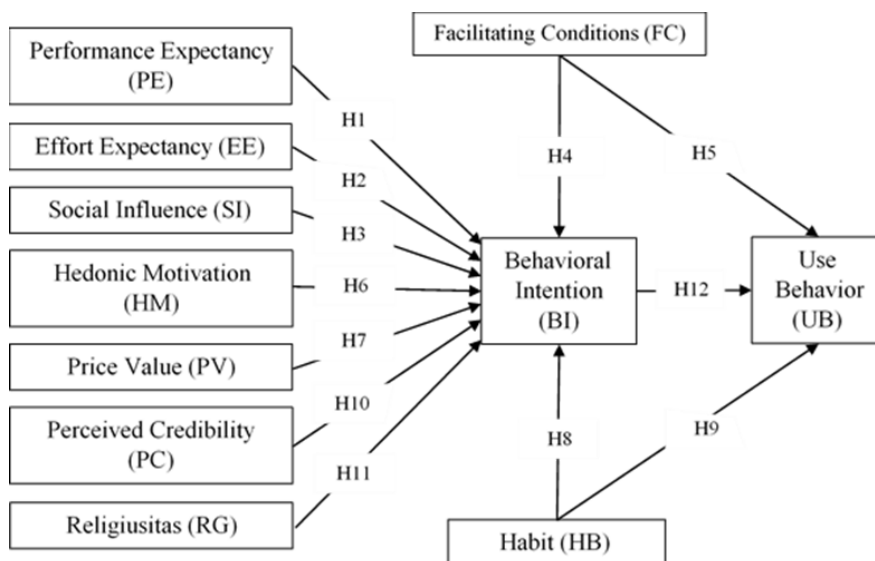 Performance Expectancy
(PE)
Effort Expectancy (EE)
Social Influence (SI)
Hedonic Motivation
(HM)
Price Value (PV)
Perceived Credibility
(PC)
Religiusitas (RG)
H1
H2
H3
H6
H7
H10
H11
Facilitating Conditions (FC)
H4
H5
Behavioral
Intention
(BI)
H12
Use
Behavior
(UB)
H8
H9
Habit (HB)